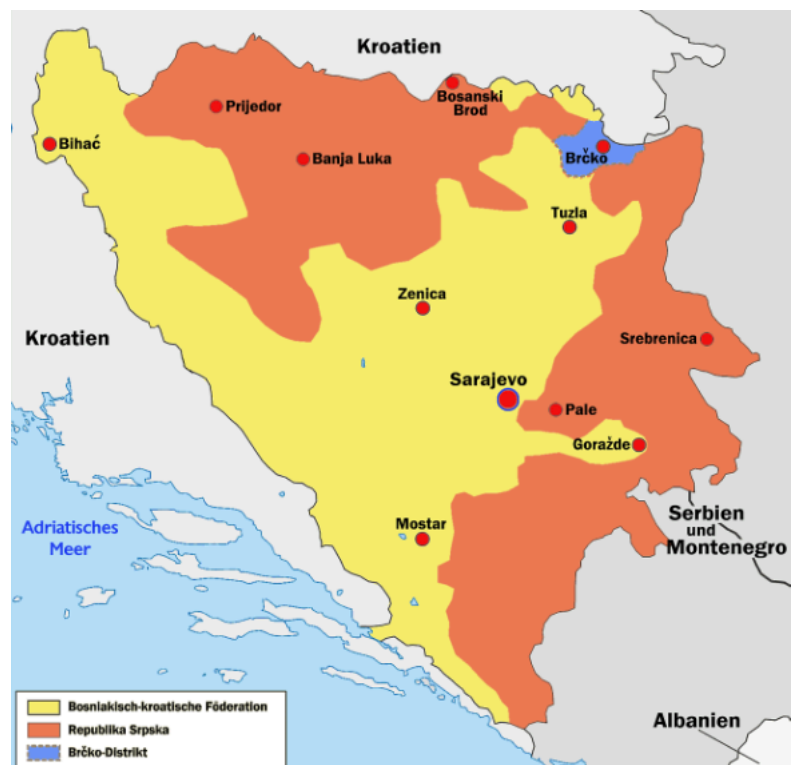 Kroatien
Bosanski
Brod
Prijedor
Bihać
Banja Luka
Brčko
Tuzla
Zenica
Kroatien
Srebrenica
Sarajevo
Pale
Goražde
Serbien
und
Montenegro
Mostar
Adriatisches
Meer
Albanien
Bosniakisch-kroatische Föderation
Republika Srpska
Brčko-Distrikt